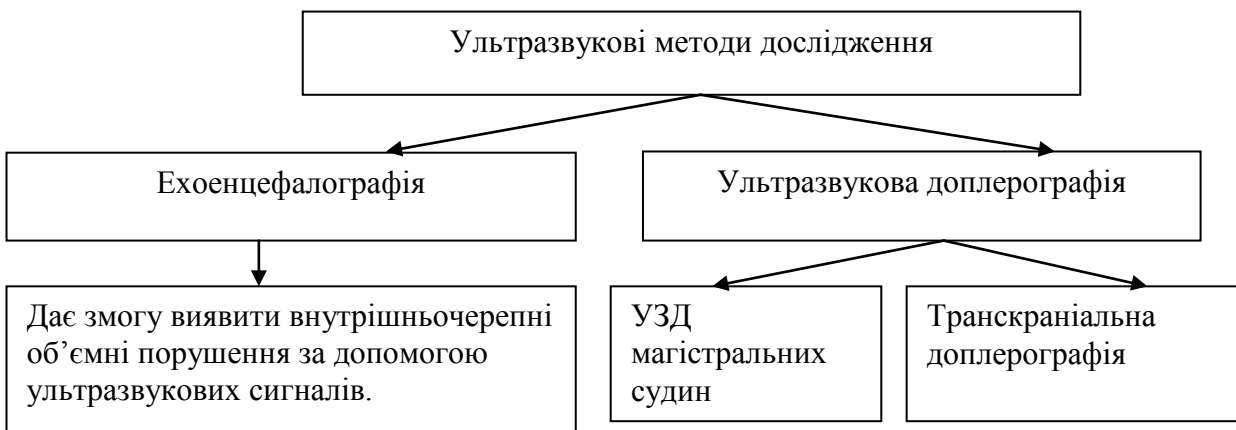 Ультразвукові методи дослідження
Ехоенцефалографія
Ультразвукова доплерографія
Дає змогу виявити внутрішньочерепні
об’ємні порушення за допомогою
ультразвукових сигналів.
УЗД
магістральних
судин
Транскраніальна
доплерографія